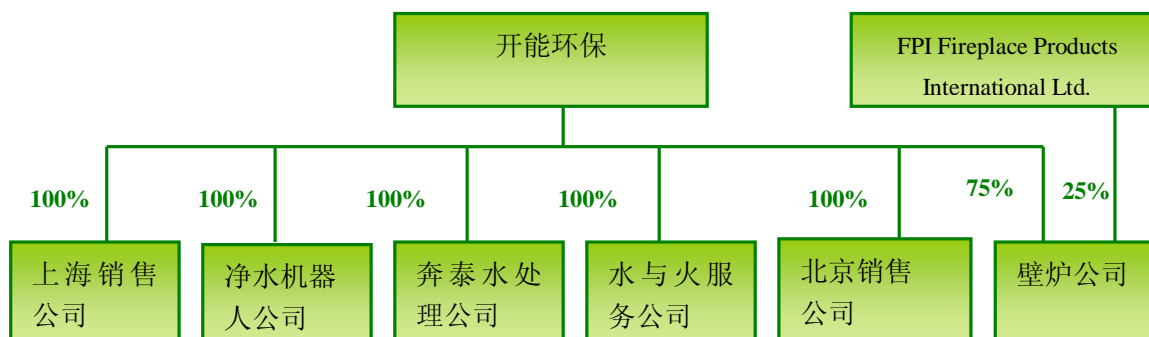 开能环保
FPI Fireplace Products
International Ltd.
100%
100%
100%
100%
100%
75%
25%
上海销售
公司
净水机器
人公司
奔泰水处
理公司
水与火服
务公司
北京销售
公司
壁炉公司